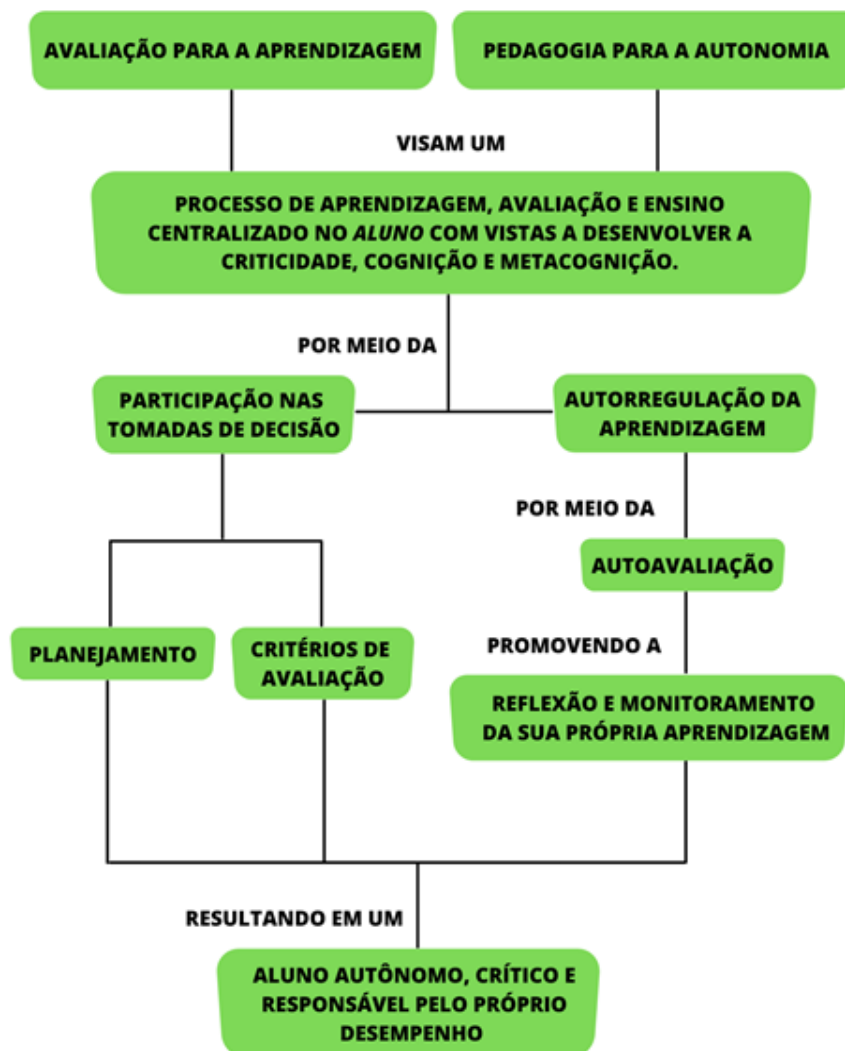 AVALIAÇÃO PARA A APRENDIZAGEM
PEDAGOGIA PARA A AUTONOMIA
VISAM UM
PROCESSO DE APRENDIZAGEM, AVALIAÇÃO E ENSINO
CENTRALIZADO NO ALUNO COM VISTAS A DESENVOLVER A
CRITICIDADE, COGNIÇÃO E METACOGNIÇÃO.
POR MEIO DA
PARTICIPAÇÃO NAS
TOMADAS DE DECISÃO
AUTORREGULAÇÃO DA
APRENDIZAGEM
POR MEIO DA
AUTOAVALIAÇÃO
PLANEJAMENTO
CRITÉRIOS DE
AVALIAÇÃO
PROMOVENDO A
REFLEXÃO E MONITORAMENTO
DA SUA PRÓPRIA APRENDIZAGEM
RESULTANDO EM UM
ALUNO AUTÔNOMO, CRÍTICO E
RESPONSÁVEL PELO PRÓPRIO
DESEMPENHO